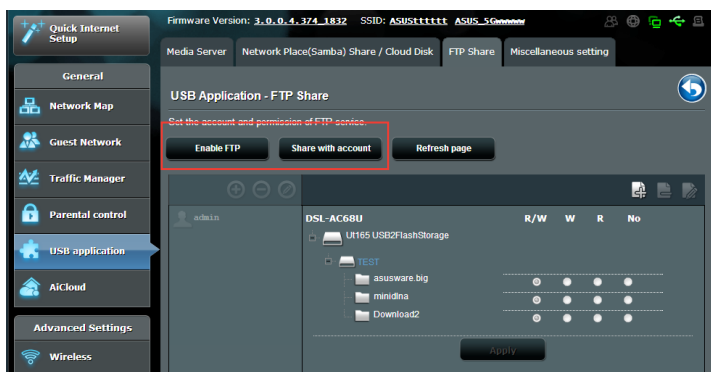 Quick Internet
Setup
Firmware Version: 3.0.0.4.374_1832 SSID: ASUSttttt ASUS_5G
Media Server
Network Place(Samba) Share / Cloud Disk
FTP Share
Miscellaneous setting
General
Network Map
Guest Network
Traffic Manager
Parental control
USB application
AiCloud
Advanced Settings
Wireless
USB Application - FTP Share
Set the account and permission of FTP service.
Enable FTP
Share with account
Refresh page
admin
DSL-AC68U R/W W R No
Ut165 USB2FlashStorage
TEST
asusware.big
minidlna
Download2
Apply